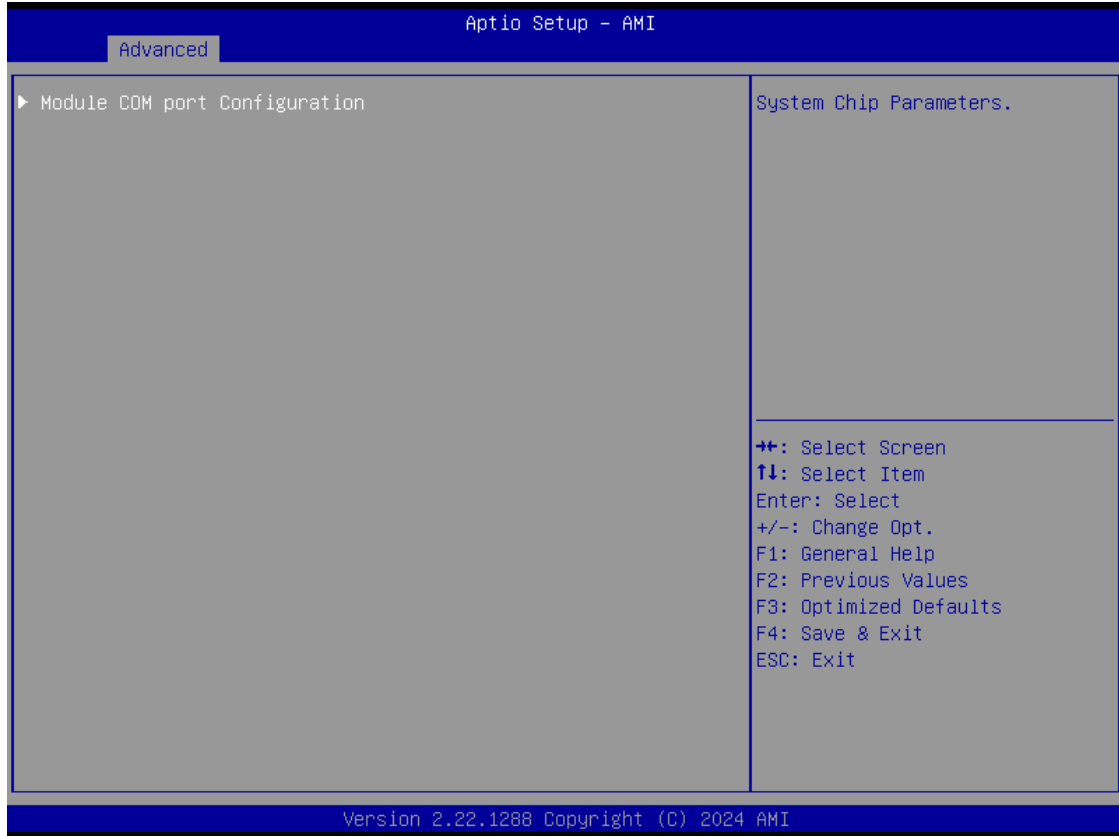 Aptio Setup – AMI
Advanced
▶ Module COM port Configuration
System Chip Parameters.
→←: Select Screen
↑↓: Select Item
Enter: Select
+/-: Change Opt.
F1: General Help
F2: Previous Values
F3: Optimized Defaults
F4: Save & Exit
ESC: Exit
Version 2.22.1288 Copyright (C) 2024 AMI